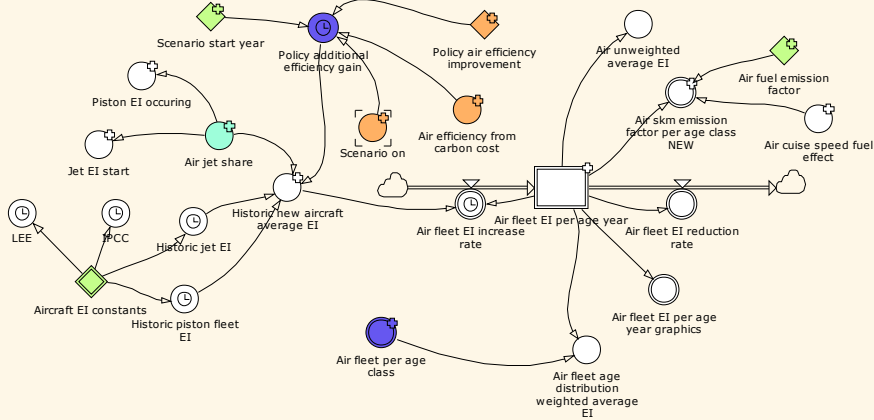 Scenario start year
Policy additional
efficiency gain
Policy air efficiency
improvement
Air unweighted
average EI
Air fuel emission
factor
Piston EI occuring
Air skm emission
factor per age class
NEW
Air cuise speed fuel
effect
Air efficiency from
carbon cost
Scenario on
Air jet share
Jet EI start
Historic new aircraft
average EI
Air fleet EI per age year
LEE
IPCC
Historic jet EI
Air fleet EI increase
rate
Air fleet EI reduction
rate
Aircraft EI constants
Historic piston fleet
EI
Air fleet EI per age
year graphics
Air fleet per age
class
Air fleet age
distribution
weighted average
EI